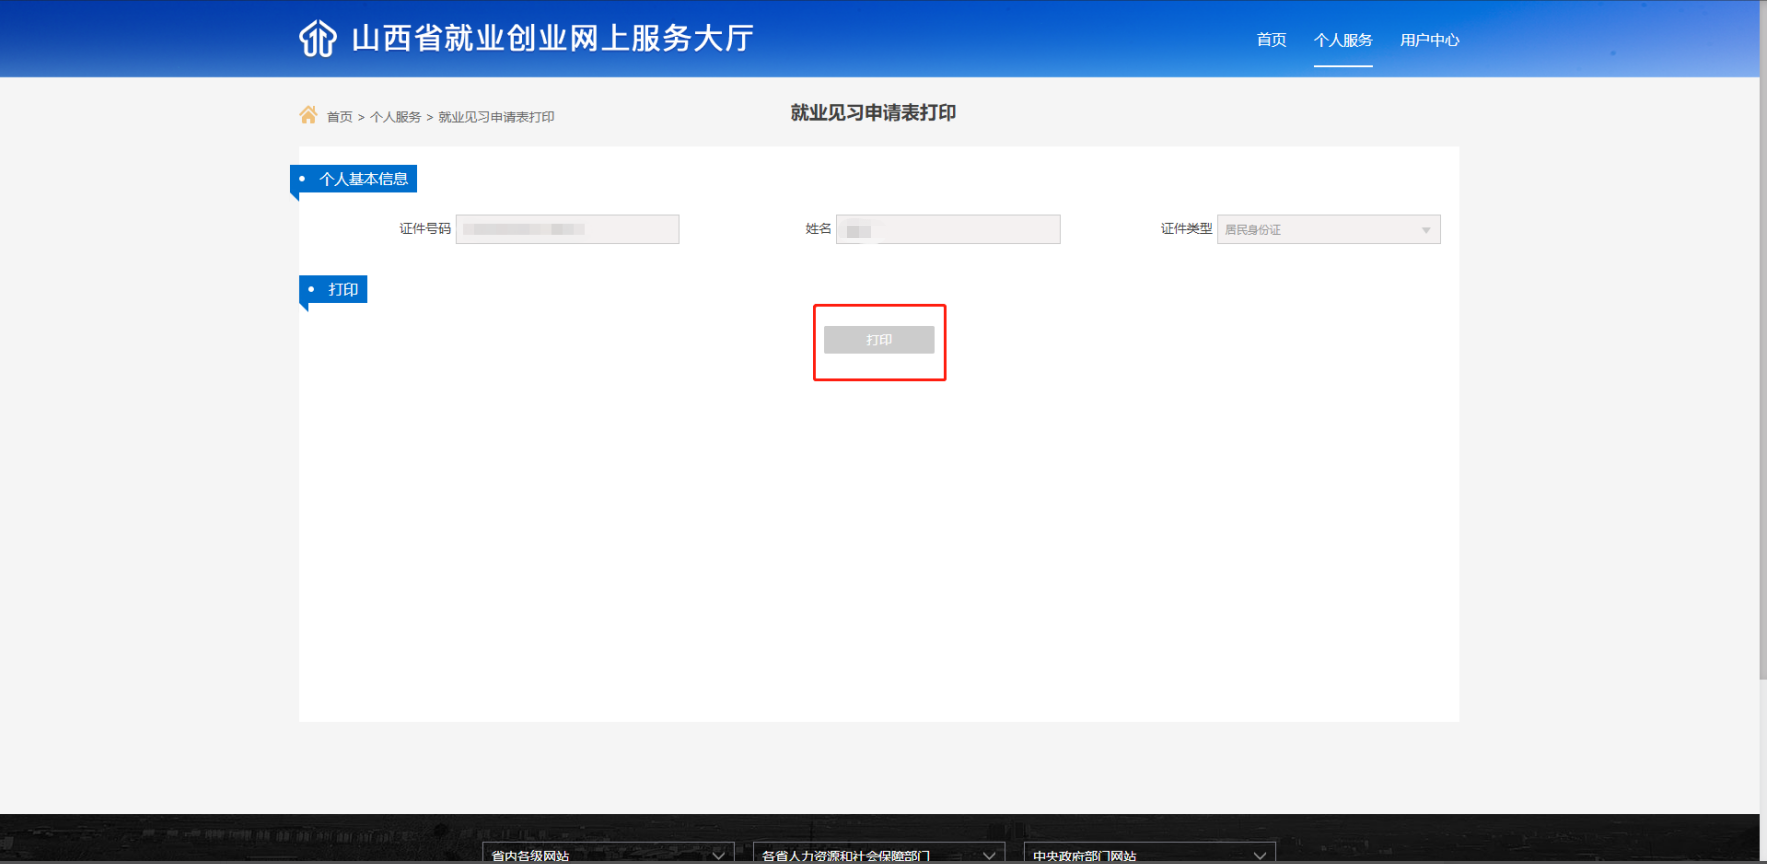 山西省就业创业网上服务大厅
首页 个人服务 用户中心
首页 > 个人服务 > 就业见习申请表打印
就业见习申请表打印
个人基本信息
证件号码
姓名
证件类型 居民身份证
打印
打印
省内各级网站 各省人力资源和社会保障部门 中央政府部门网站